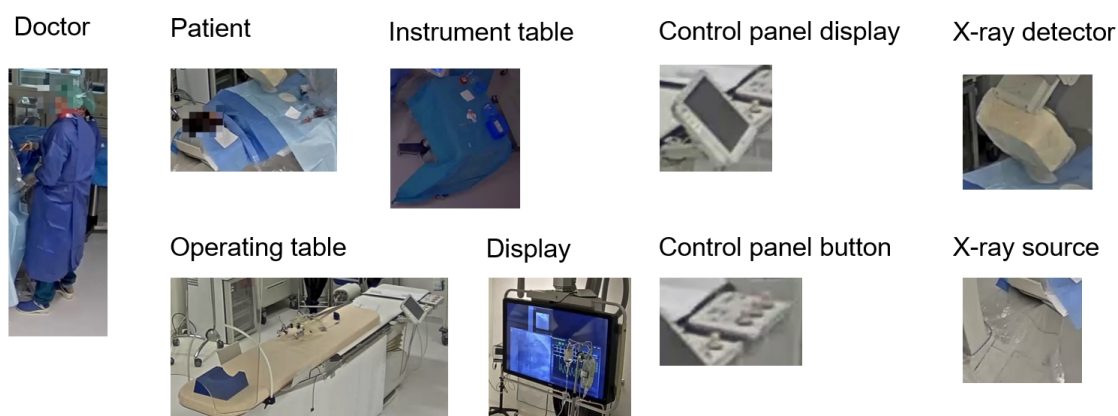 Doctor
Patient
Instrument table
Control panel display
X-ray detector
Operating table
Display
Control panel button
X-ray source